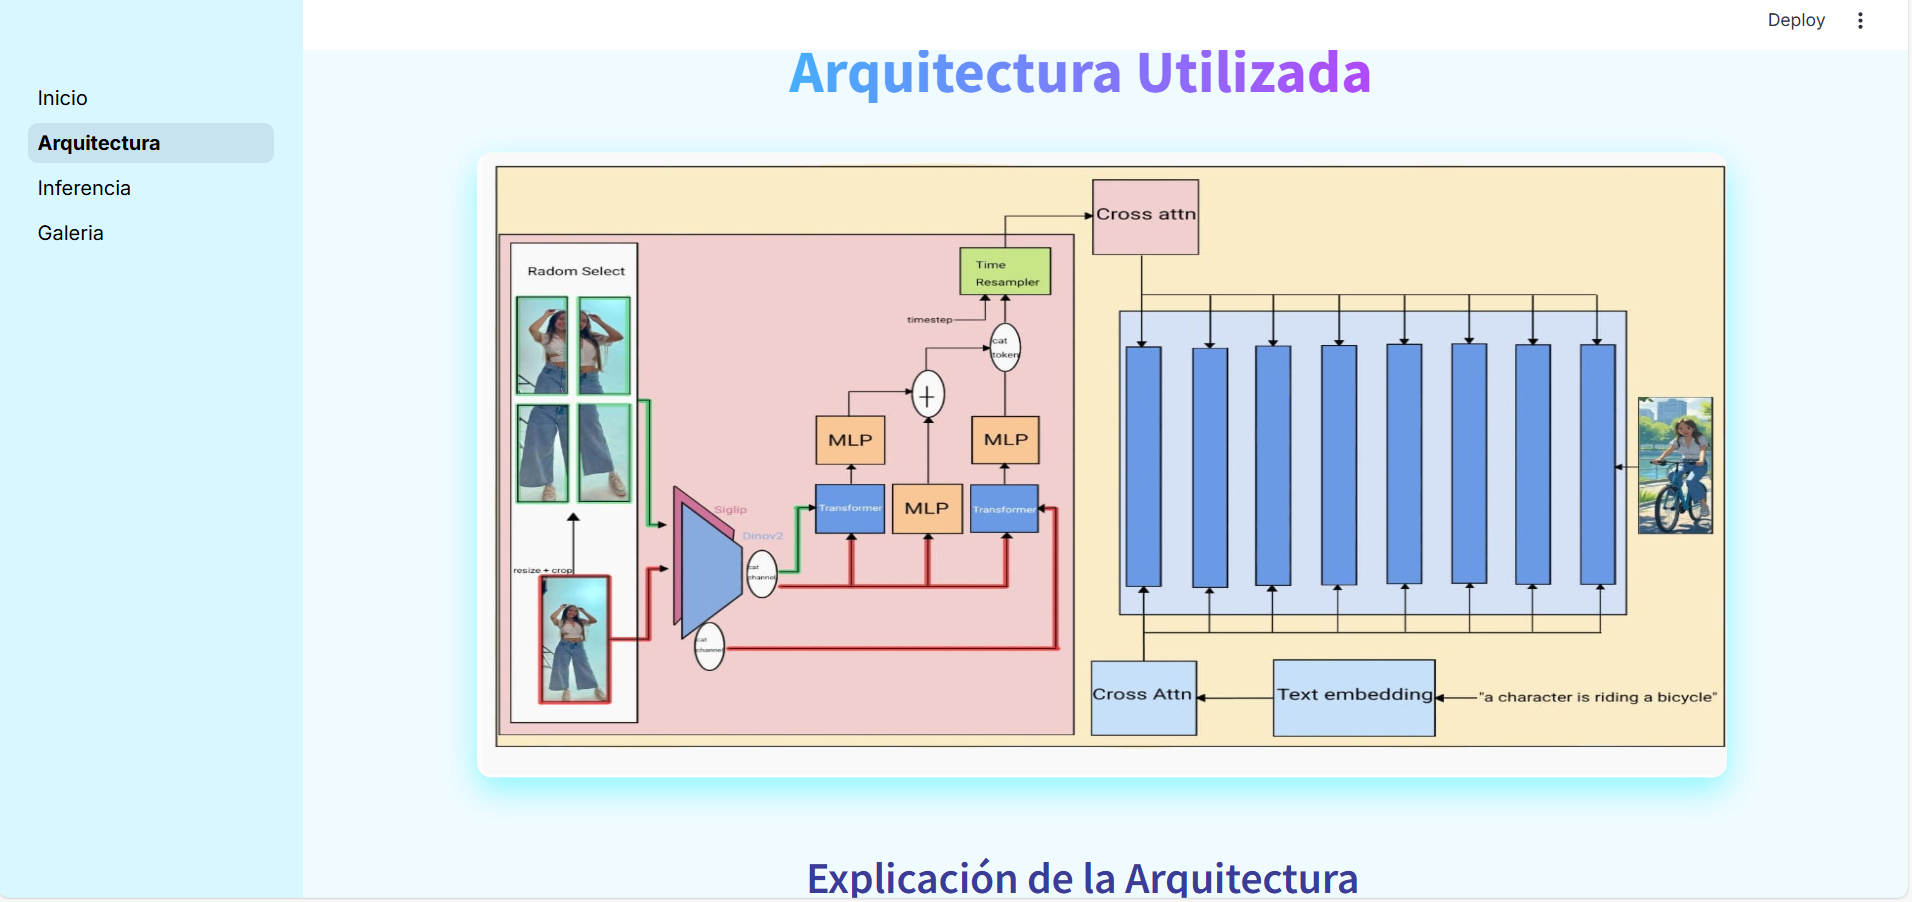 Deploy
Inicio
Arquitectura
Inferencia
Galeria
Arquitectura Utilizada
Radom Select
resize + crop
Siglip
Dinov2
cat
channel
cat
channel
Transformer
MLP
Transformer
MLP
MLP
+
cat
token
timestep
Time
Resampler
Cross attn
Cross Attn
Text embedding
"a character is riding a bicycle"
Explicación de la Arquitectura